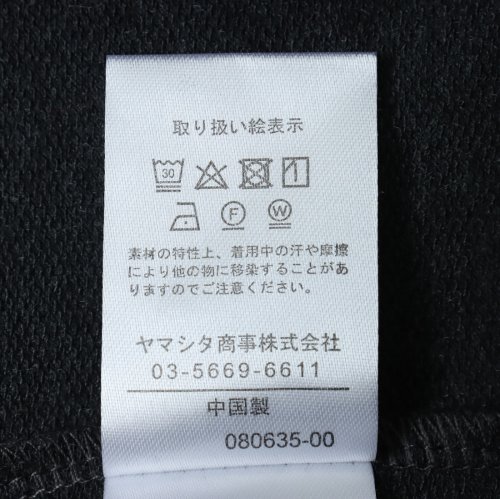 取り扱い絵表示
30
F W
素材の特性上、着用中の汗や摩擦
により他の物に移染することがあ
りますのでご注意ください。
ヤマシタ商事株式会社
03-5669-6611
中国製
080635-00